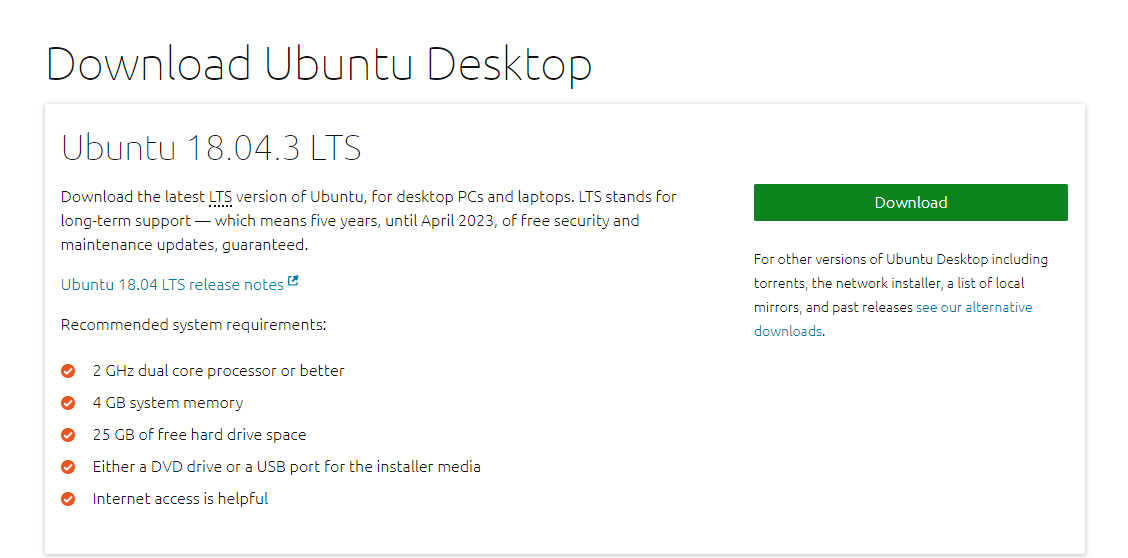 Download Ubuntu Desktop
Ubuntu 18.04.3 LTS
Download the latest LTS version of Ubuntu, for desktop PCs and laptops. LTS stands for
long-term support — which means five years, until April 2023, of free security and
maintenance updates, guaranteed.
Ubuntu 18.04 LTS release notes
Recommended system requirements:
2 GHz dual core processor or better
4 GB system memory
25 GB of free hard drive space
Either a DVD drive or a USB port for the installer media
Internet access is helpful
Download
For other versions of Ubuntu Desktop including
torrents, the network installer, a list of local
mirrors, and past releases see our alternative
downloads.